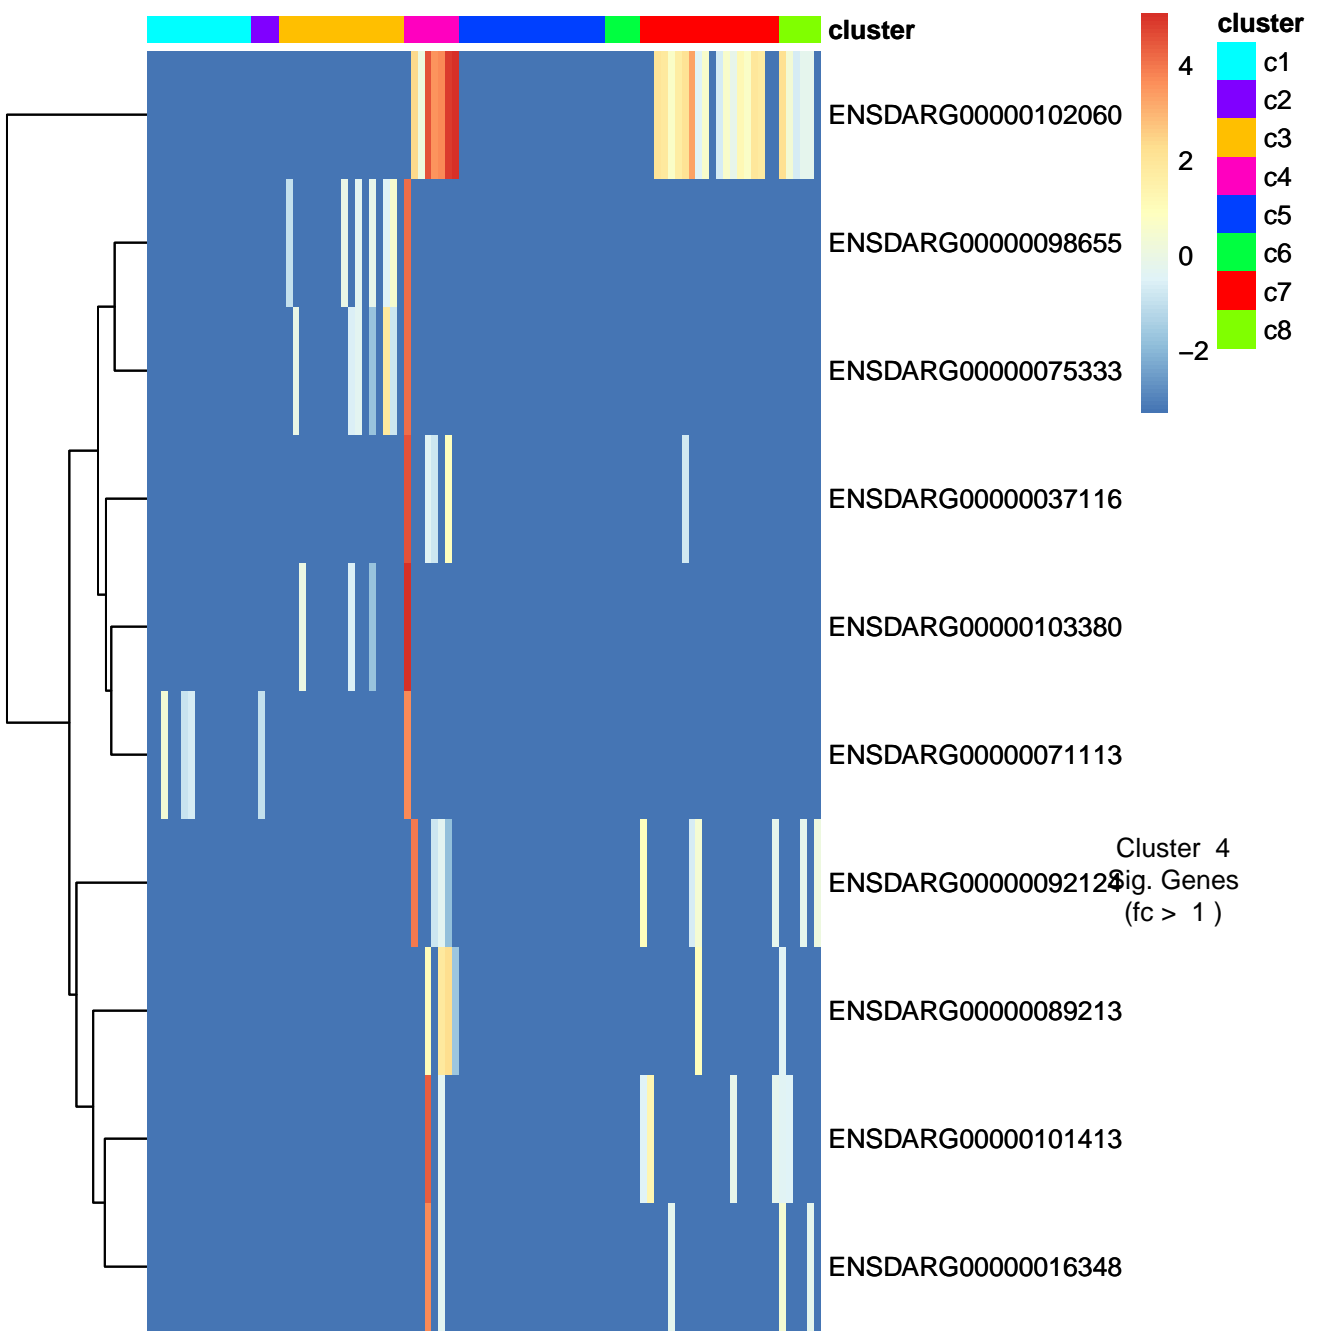 cluster
ENSDARG00000102060
ENSDARG00000098655
ENSDARG00000075333
ENSDARG00000037116
ENSDARG00000103380
ENSDARG00000071113
ENSDARG00000092124
ENSDARG00000089213
ENSDARG00000101413
ENSDARG00000016348
4
2
0
−2
cluster
c1
c2
c3
c4
c5
c6
c7
c8
Cluster 4
Sig. Genes
(fc > 1 )